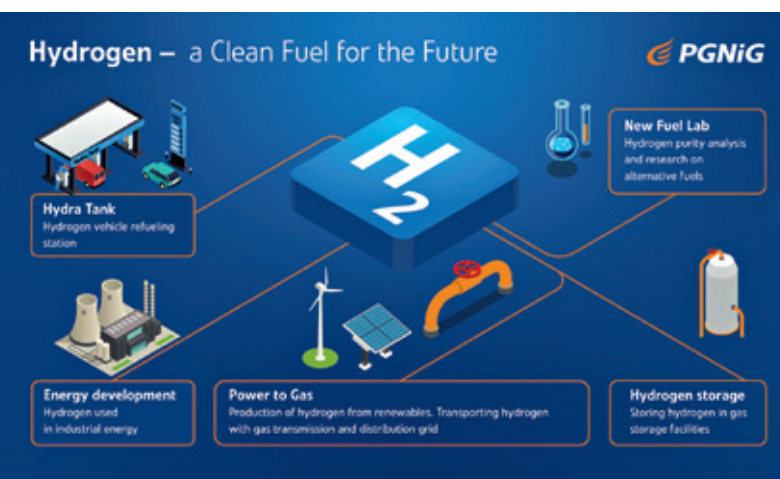 Hydrogen – a Clean Fuel for the Future
PGNiG
H2
New Fuel Lab
Hydrogen purity analysis
and research on
alternative fuels
Hydra Tank
Hydrogen vehicle refueling
station
Energy development
Hydrogen used
in industrial energy
Power to Gas
Production of hydrogen from renewables. Transporting hydrogen
with gas transmission and distribution grid
Hydrogen storage
Storing hydrogen in gas
storage facilities